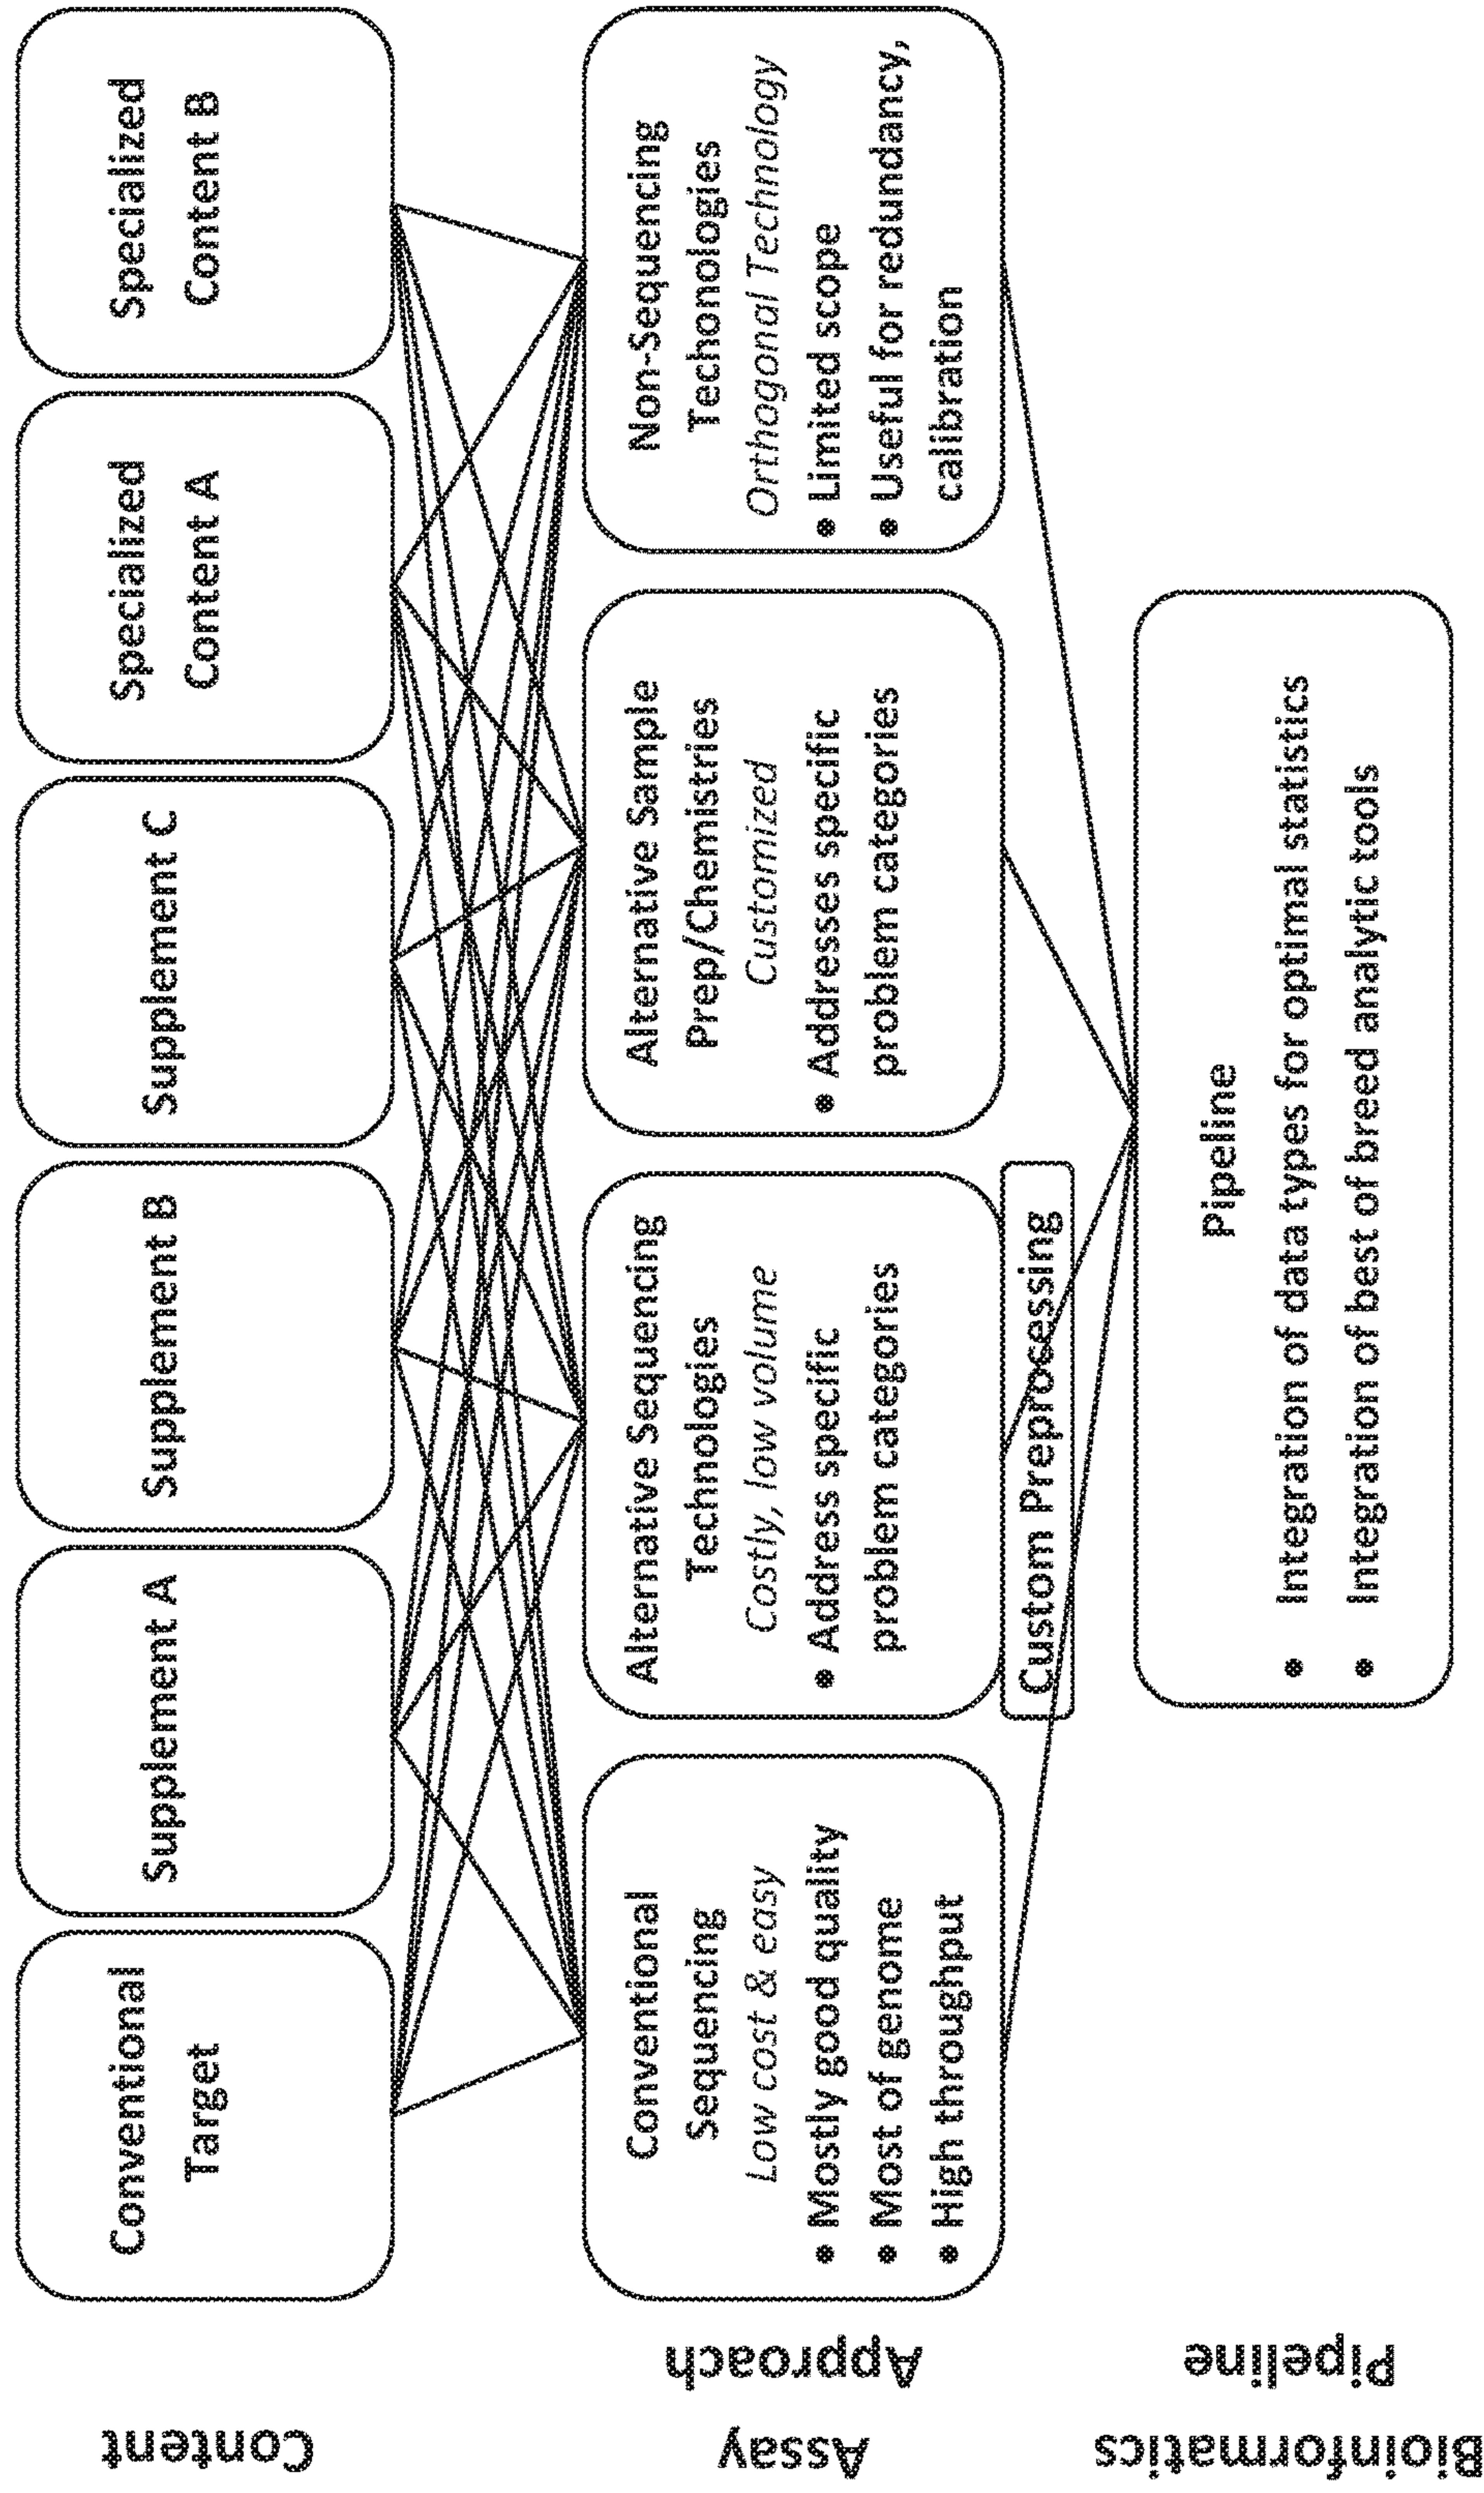 Content
Conventional
Target
Supplement A
Supplement B
Supplement C
Specialized
Content A
Specialized
Content B
Assay
Approach
Conventional
Sequencing
Low cost & easy
• Mostly good quality
• Most of genome
• High throughput
Alternative Sequencing
Technologies
Costly, low volume
• Address specific
problem categories
Alternative Sample
Prep/Chemistries
Customized
• Addresses specific
problem categories
Non-Sequencing
Techonologies
Orthogonal Technology
• Limited scope
• Useful for redundancy,
calibration
Custom Preprocessing
Bioinformatics
Pipeline
Pipeline
• Integration of data types for optimal statistics
• Integration of best of breed analytic tools